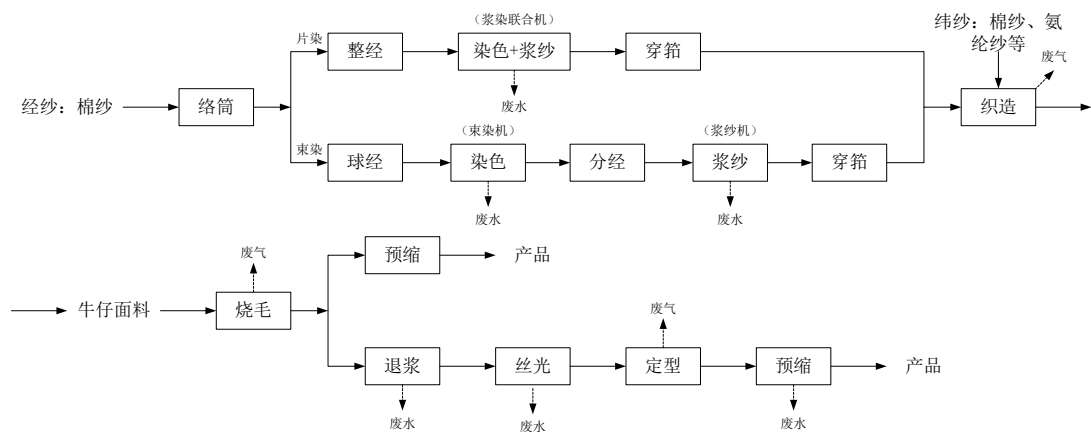 （浆染联合机）
纬纱：棉纱、氨
纶纱等
废气
片染
整经
染色+浆纱
穿筘
废水
经纱：棉纱
络筒
织造
（束染机）
（浆纱机）
束染
球经
染色
分经
浆纱
穿筘
废水
废水
废气
预缩
产品
牛仔面料
烧毛
废气
退浆
丝光
定型
预缩
产品
废水
废水
废水